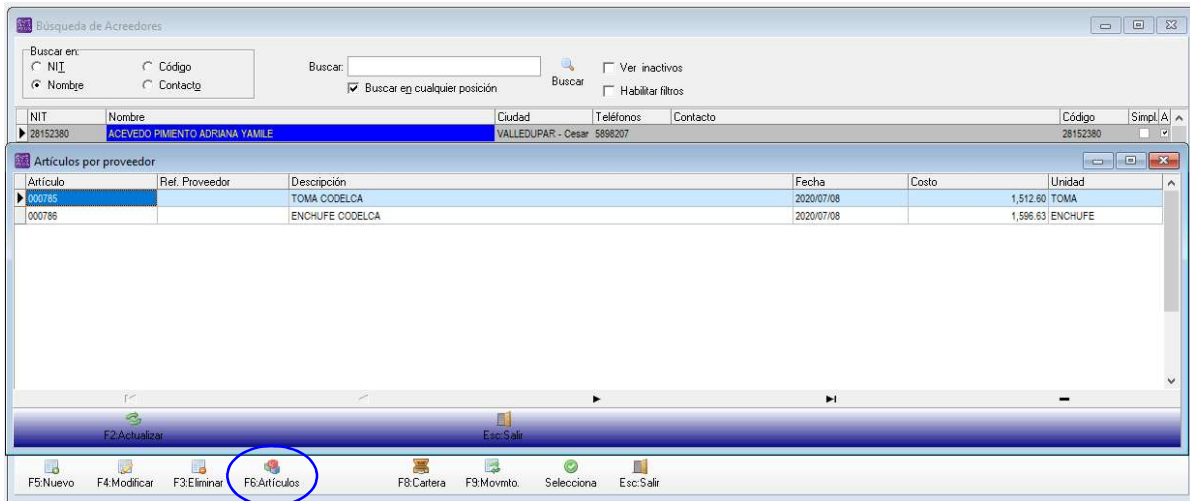 Búsqueda de Acreedores
Buscar en:
NIT Código Buscar: Ver inactivos
Nombre Contacto Buscar en cualquier posición Buscar Habilitar filtros
NIT Nombre Ciudad Teléfonos Contacto Código Simpl. A
28152380 ACEVEDO PIMIENTO ADRIANA YAMILE VALLEDUPAR - Cesar 5898207 28152380
Artículos por proveedor
Artículo Ref. Proveedor Descripción Fecha Costo Unidad
000785 TOMA CODELCA 2020/07/08 1,512.60 TOMA
000786 ENCHUFE CODELCA 2020/07/08 1,596.63 ENCHUFE
F2:Actualizar Esc:Salir
F5:Nuevo F4:Modificar F3:Eliminar F6:Artículos F8:Cartera F9:Movmto. Selecciona Esc:Salir